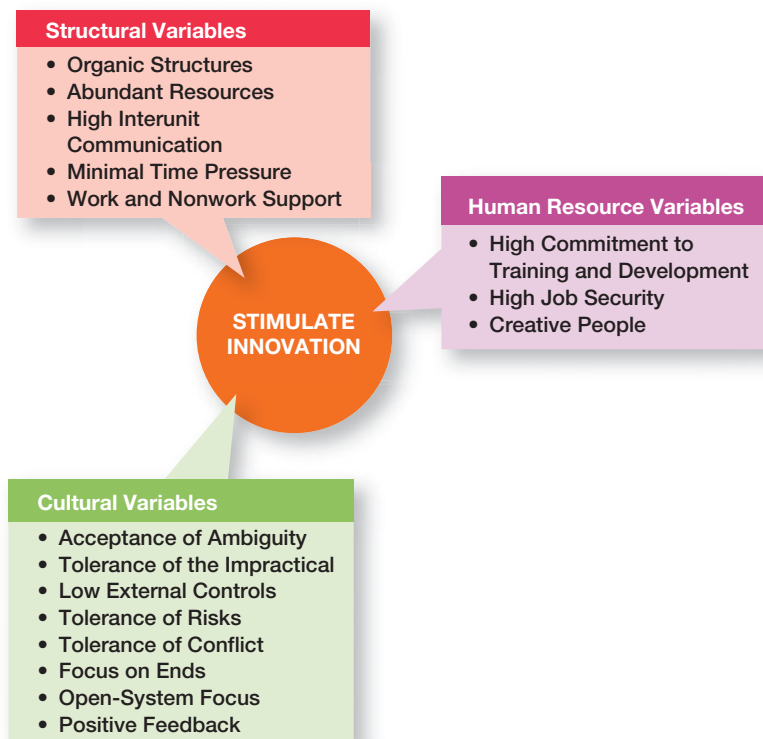 Structural Variables
• Organic Structures
• Abundant Resources
• High Interunit
Communication
• Minimal Time Pressure
• Work and Nonwork Support
Human Resource Variables
• High Commitment to
Training and Development
• High Job Security
• Creative People
STIMULATE
INNOVATION
Cultural Variables
• Acceptance of Ambiguity
• Tolerance of the Impractical
• Low External Controls
• Tolerance of Risks
• Tolerance of Conflict
• Focus on Ends
• Open-System Focus
• Positive Feedback